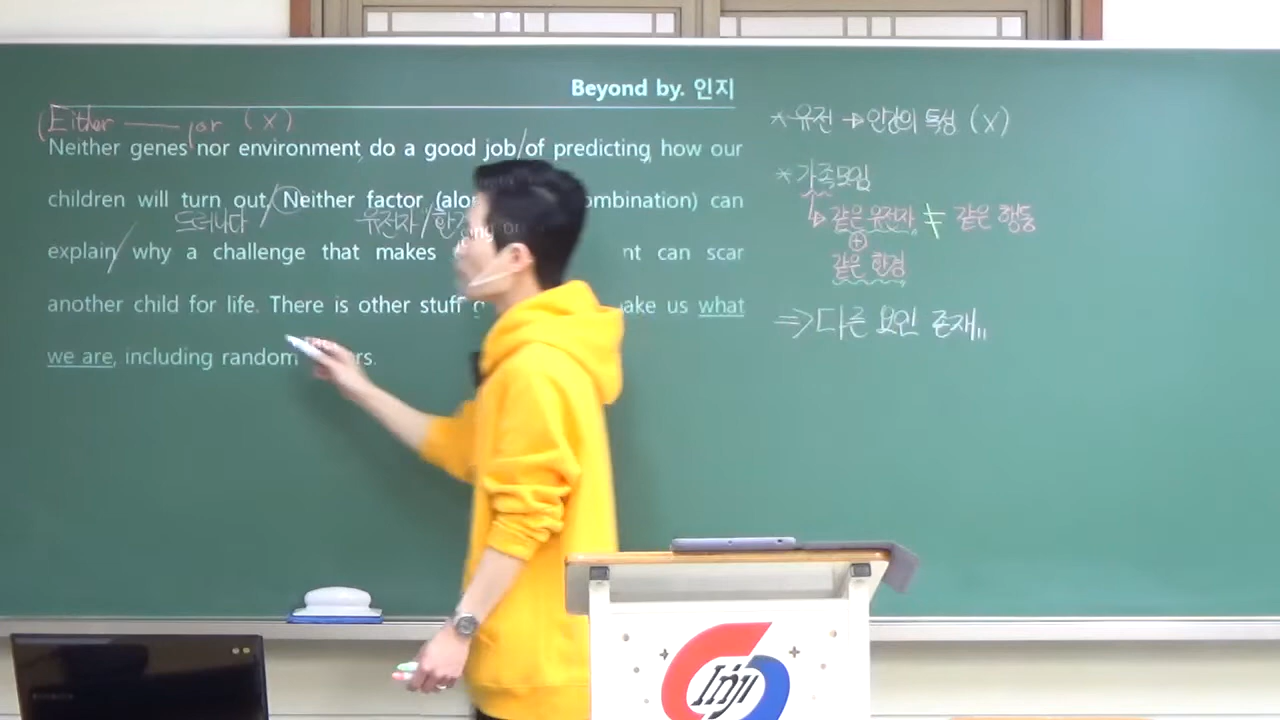 Beyond by. 인지
(Either ― or (X)
Neither genes nor environment, do a good job/of predicting, how our
children will turn out./Neither factor (alo ombination) can
드러나다 유전자/환경
explain/why a challenge that makes nt can scar
another child for life. There is other stuff ake us what
we are, including random rs.
* 유전 → 인간의 특성 (X)
* 가족모임
↳ 같은 유전자 ≠ 같은 행동
⊕
같은 환경
⇒ 다른 요인 존재
Inji